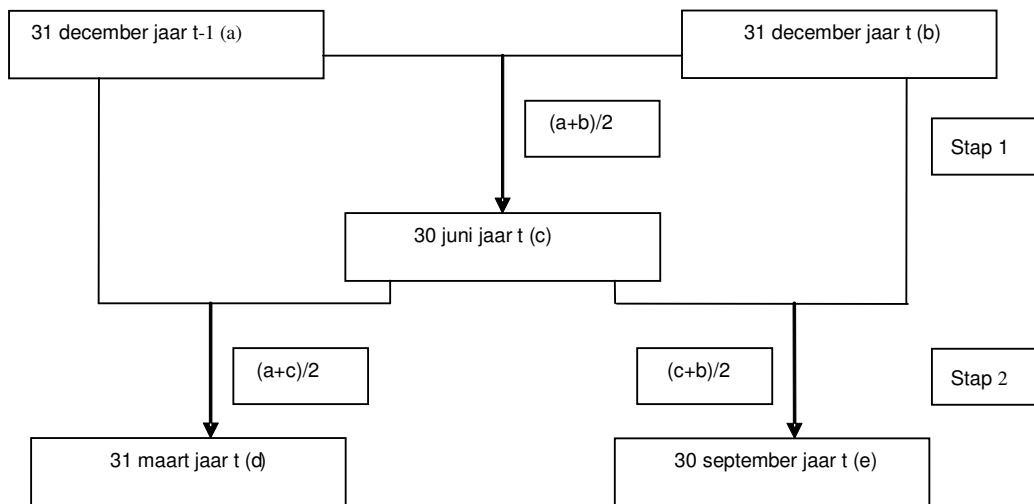 31 december jaar t-1 (a)
31 december jaar t (b)
(a+b)/2
Stap 1
30 juni jaar t (c)
(a+c)/2
(c+b)/2
Stap 2
31 maart jaar t (d)
30 september jaar t (e)